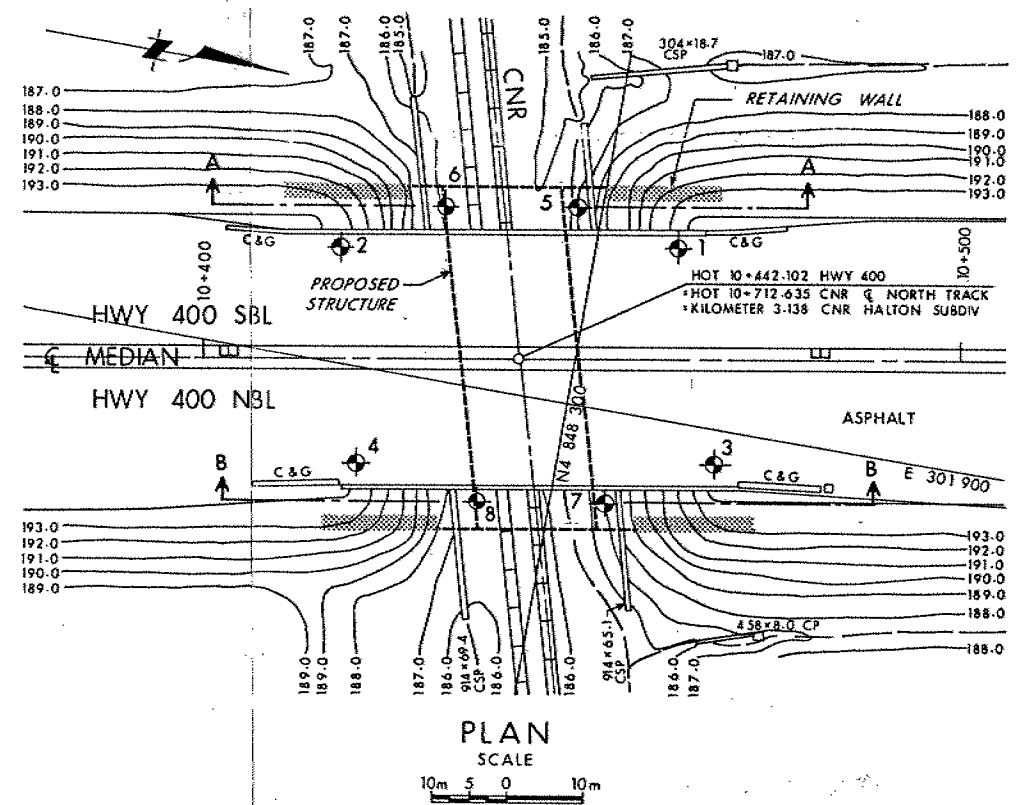 187.0
187.0
186.0
185.0
CNR
185.0
186.0
187.0
304×18.7
CSP
187.0
187.0
188.0
189.0
190.0
191.0
192.0
193.0
RETAINING WALL
188.0
189.0
190.0
191.0
192.0
193.0
A
A
6
5
C&G
2
1
C&G
10+400
10+500
PROPOSED
STRUCTURE
HOT 10+442.102 HWY 400
=HOT 10+712.635 CNR ℄ NORTH TRACK
=KILOMETER 3.138 CNR HALTON SUBDIV
HWY 400 SBL
℄ MEDIAN
HWY 400 NBL
N4 848 300
ASPHALT
4
3
B
C&G
C&G
B
E 301 900
8
7
193.0
192.0
191.0
190.0
189.0
193.0
192.0
191.0
190.0
189.0
188.0
458×8.0 CP
188.0
189.0
189.0
188.0
187.0
186.0
914×69.4
CSP
186.0
186.0
914×65.1
CSP
186.0
187.0
PLAN
SCALE
10m 5 0 10m